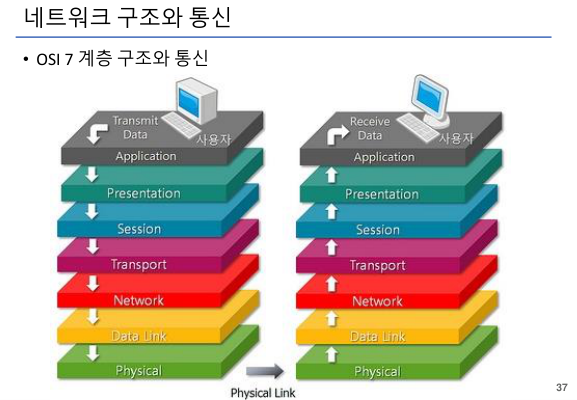 네트워크 구조와 통신
• OSI 7 계층 구조와 통신
Transmit
Data
사용자
Application
Presentation
Session
Transport
Network
Data Link
Physical
Receive
Data
사용자
Application
Presentation
Session
Transport
Network
Data Link
Physical
Physical Link
37